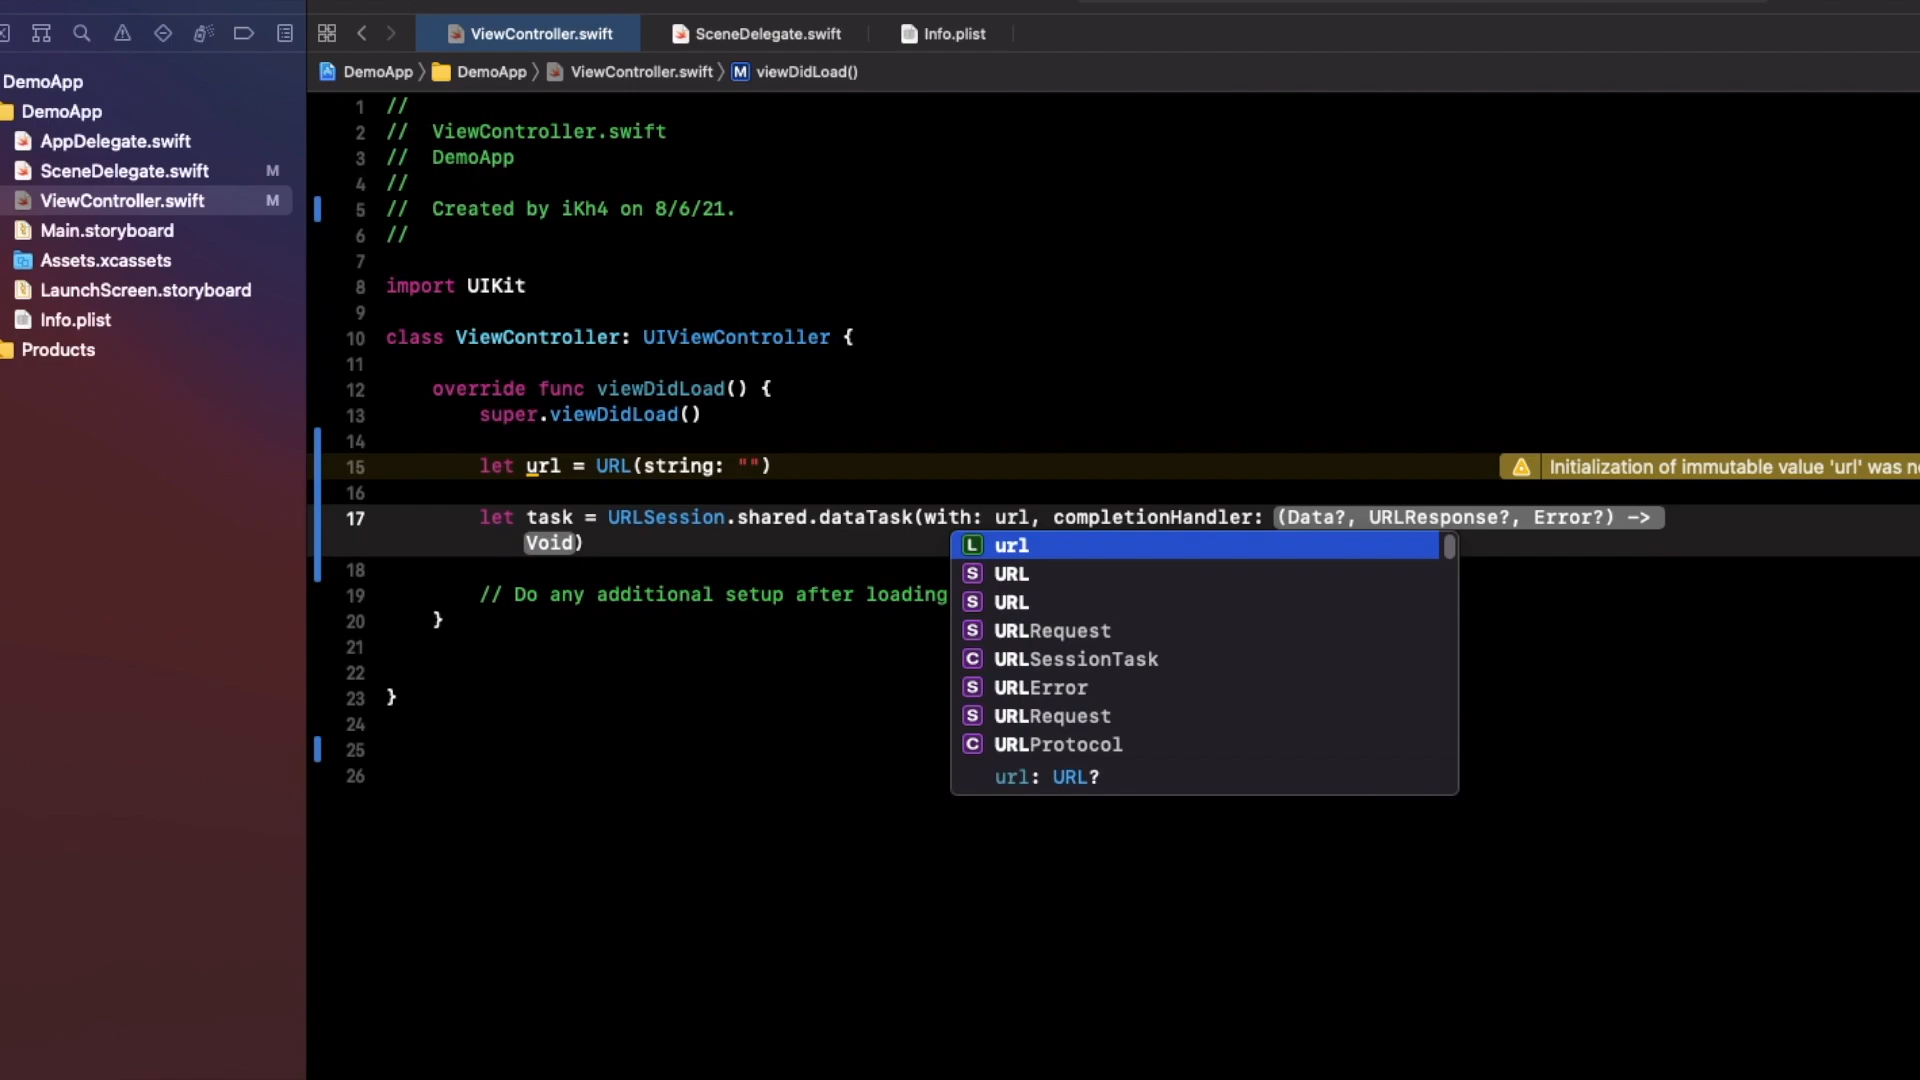 ViewController.swift
SceneDelegate.swift
Info.plist
DemoApp
DemoApp
ViewController.swift
M
viewDidLoad()
DemoApp
DemoApp
AppDelegate.swift
SceneDelegate.swift M
ViewController.swift M
Main.storyboard
Assets.xcassets
LaunchScreen.storyboard
Info.plist
Products
1 //
2 // ViewController.swift
3 // DemoApp
4 //
5 // Created by iKh4 on 8/6/21.
6 //
7
8 import UIKit
9
10 class ViewController: UIViewController {
11
12 override func viewDidLoad() {
13 super.viewDidLoad()
14
15 let url = URL(string: "")
Initialization of immutable value 'url' was
16
17 let task = URLSession.shared.dataTask(with: url, completionHandler: (Data?, URLResponse?, Error?) ->
Void)
18
19 // Do any additional setup after loading
20 }
21
22
23 }
24
25
26
L url
S URL
S URL
S URLRequest
C URLSessionTask
S URLError
S URLRequest
C URLProtocol
url: URL?